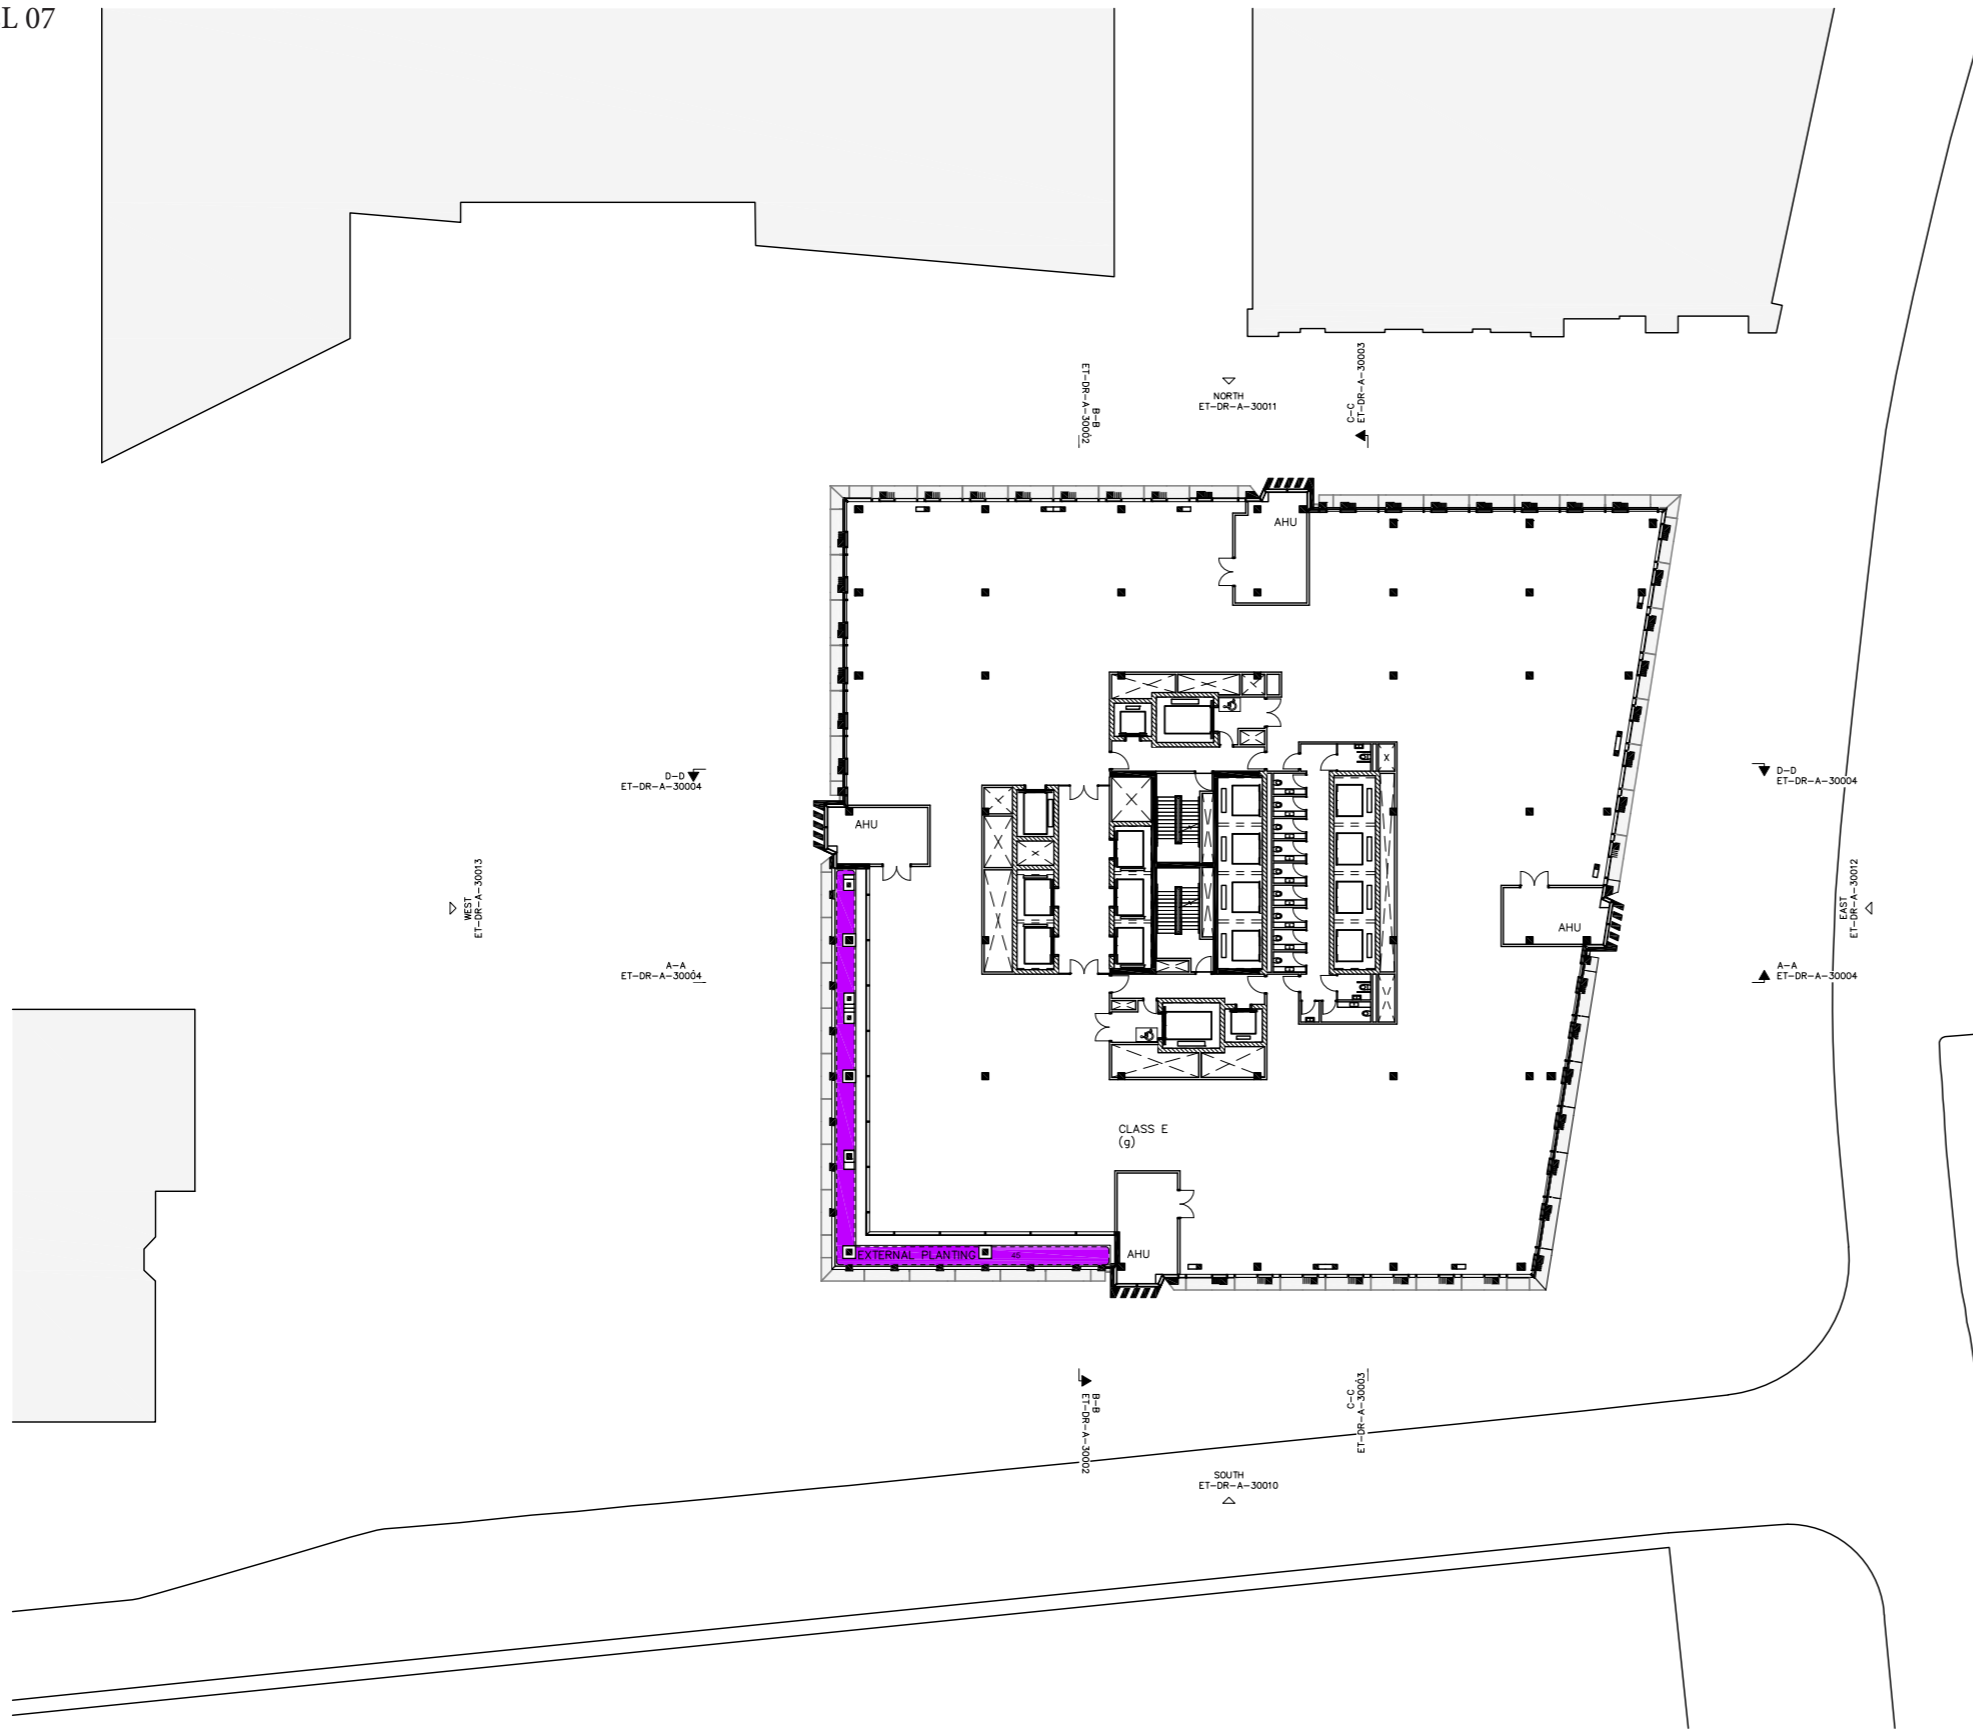 L 07
B-B
ET-DR-A-30002
NORTH
ET-DR-A-30011
C-C
ET-DR-A-30003
AHU
D-D
ET-DR-A-30004
D-D
ET-DR-A-30004
X
AHU
WEST
ET-DR-A-30013
EAST
ET-DR-A-30012
AHU
A-A
ET-DR-A-30004
A-A
ET-DR-A-30004
CLASS E
(g)
EXTERNAL PLANTING
45
AHU
B-B
ET-DR-A-30002
C-C
ET-DR-A-30003
SOUTH
ET-DR-A-30010